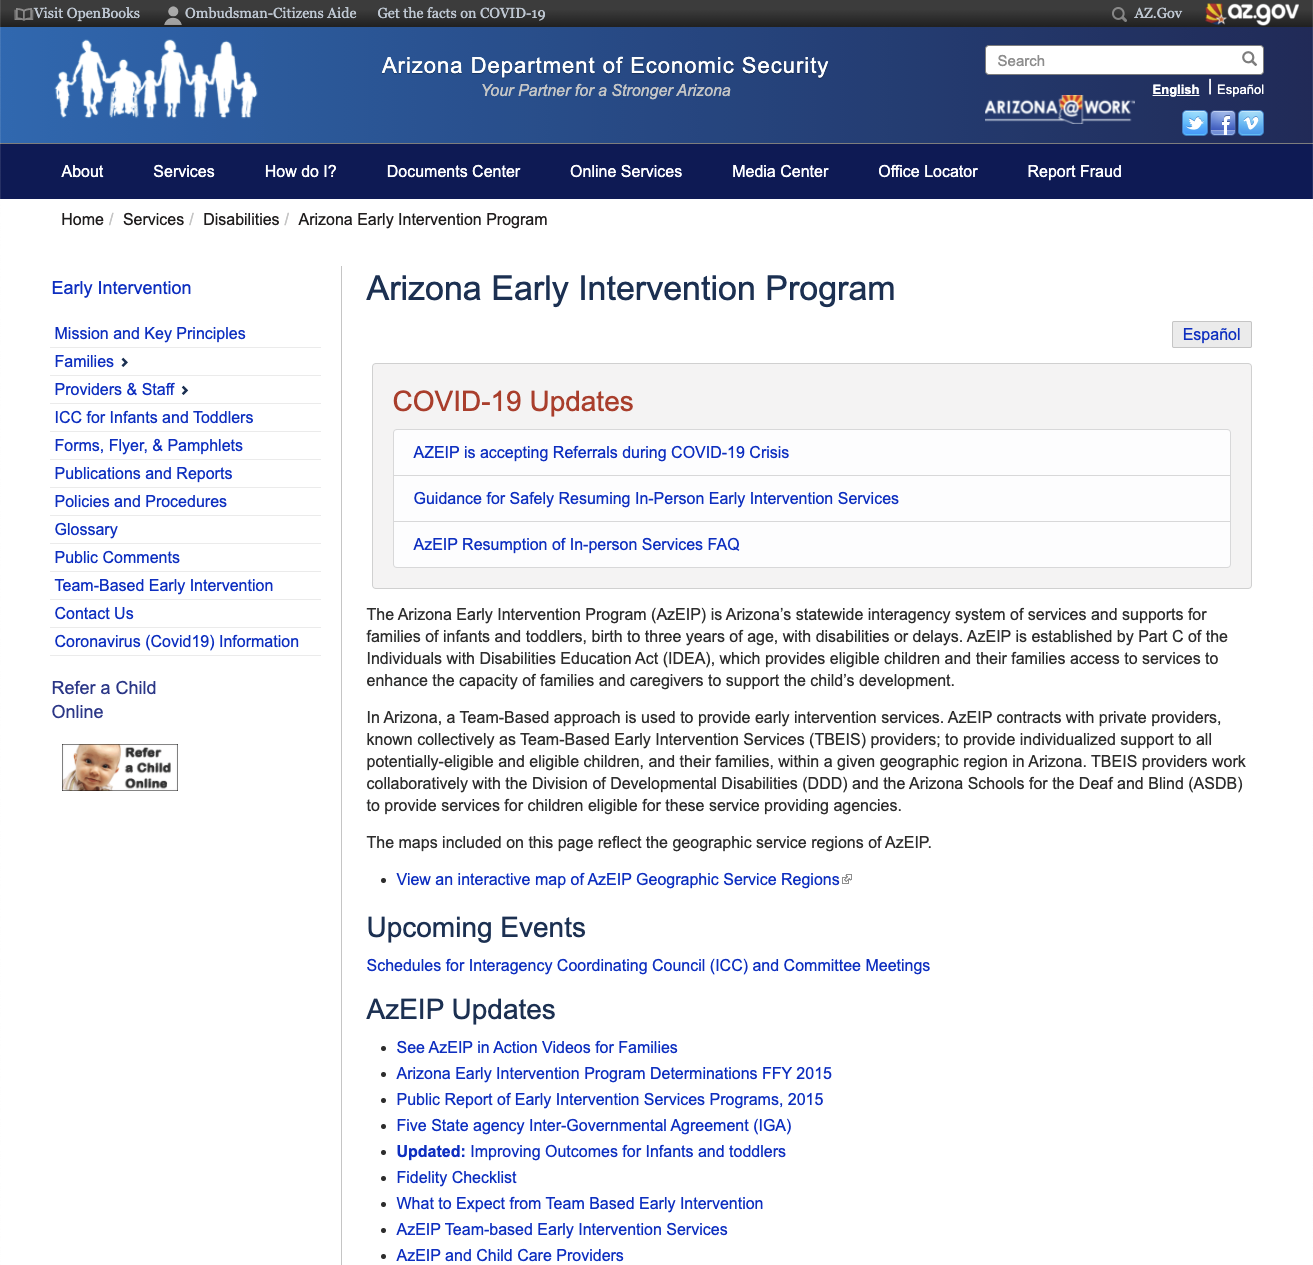 Visit OpenBooks Ombudsman-Citizens Aide Get the facts on COVID-19 AZ.Gov az.gov
Arizona Department of Economic Security
Your Partner for a Stronger Arizona
Search
English | Español
ARIZONA@WORK™
About Services How do I? Documents Center Online Services Media Center Office Locator Report Fraud
Home / Services / Disabilities / Arizona Early Intervention Program
Early Intervention
Mission and Key Principles
Families
Providers & Staff
ICC for Infants and Toddlers
Forms, Flyer, & Pamphlets
Publications and Reports
Policies and Procedures
Glossary
Public Comments
Team-Based Early Intervention
Contact Us
Coronavirus (Covid19) Information
Refer a Child
Online
Refer
a Child
Online
Arizona Early Intervention Program
Español
COVID-19 Updates
AZEIP is accepting Referrals during COVID-19 Crisis
Guidance for Safely Resuming In-Person Early Intervention Services
AzEIP Resumption of In-person Services FAQ
The Arizona Early Intervention Program (AzEIP) is Arizona’s statewide interagency system of services and supports for
families of infants and toddlers, birth to three years of age, with disabilities or delays. AzEIP is established by Part C of the
Individuals with Disabilities Education Act (IDEA), which provides eligible children and their families access to services to
enhance the capacity of families and caregivers to support the child’s development.
In Arizona, a Team-Based approach is used to provide early intervention services. AzEIP contracts with private providers,
known collectively as Team-Based Early Intervention Services (TBEIS) providers; to provide individualized support to all
potentially-eligible and eligible children, and their families, within a given geographic region in Arizona. TBEIS providers work
collaboratively with the Division of Developmental Disabilities (DDD) and the Arizona Schools for the Deaf and Blind (ASDB)
to provide services for children eligible for these service providing agencies.
The maps included on this page reflect the geographic service regions of AzEIP.
• View an interactive map of AzEIP Geographic Service Regions
Upcoming Events
Schedules for Interagency Coordinating Council (ICC) and Committee Meetings
AzEIP Updates
• See AzEIP in Action Videos for Families
• Arizona Early Intervention Program Determinations FFY 2015
• Public Report of Early Intervention Services Programs, 2015
• Five State agency Inter-Governmental Agreement (IGA)
• Updated: Improving Outcomes for Infants and toddlers
• Fidelity Checklist
• What to Expect from Team Based Early Intervention
• AzEIP Team-based Early Intervention Services
• AzEIP and Child Care Providers